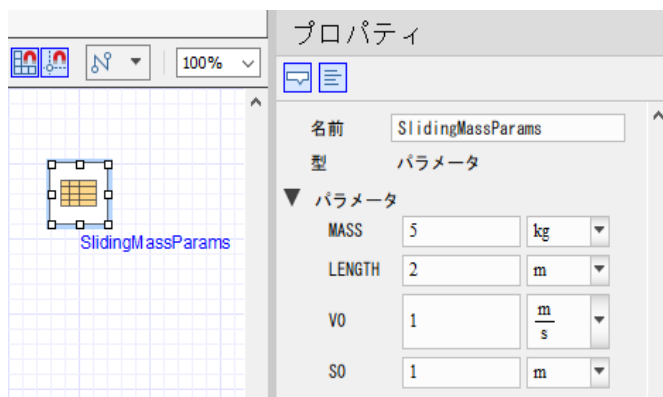 プロパティ
100%
名前 SlidingMassParams
型 パラメータ
SlidingMassParams
▼ パラメータ
MASS 5 kg
LENGTH 2 m
V0 1 m/s
S0 1 m